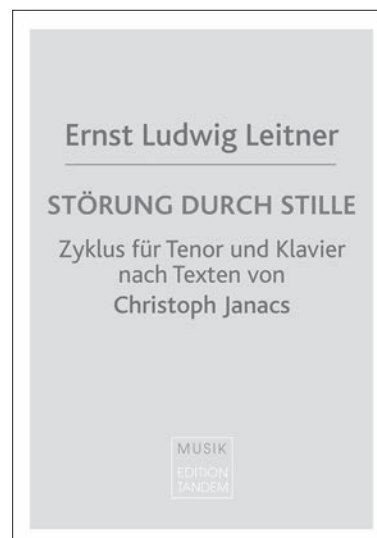 Ernst Ludwig Leitner
STÖRUNG DURCH STILLE
Zyklus für Tenor und Klavier
nach Texten von
Christoph Janacs
MUSIK
EDITION
TANDEM